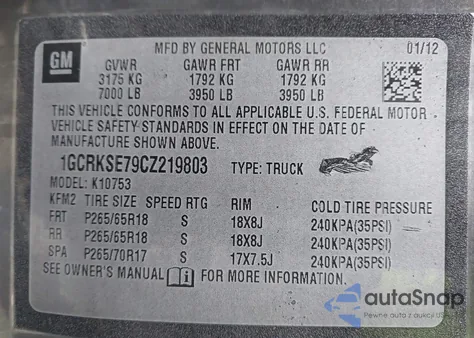 GM
MFD BY GENERAL MOTORS LLC 01/12
GVWR GAWR FRT GAWR RR
3175 KG 1792 KG 1792 KG
7000 LB 3950 LB 3950 LB
THIS VEHICLE CONFORMS TO ALL APPLICABLE U.S. FEDERAL MOTOR
VEHICLE SAFETY STANDARDS IN EFFECT ON THE DATE OF
MANUFACTURE SHOWN ABOVE.
1GCRKSE79CZ219803 TYPE: TRUCK
MODEL: K10753
KFM2 TIRE SIZE SPEED RTG RIM COLD TIRE PRESSURE
FRT P265/65R18 S 18X8J 240KPA(35PSI)
RR P265/65R18 S 18X8J 240KPA(35PSI)
SPA P265/70R17 S 17X7.5J 240KPA(35PSI)
SEE OWNER'S MANUAL i FOR MORE INFORMATION.
autoSnap
Pewne auta z aukcji USA